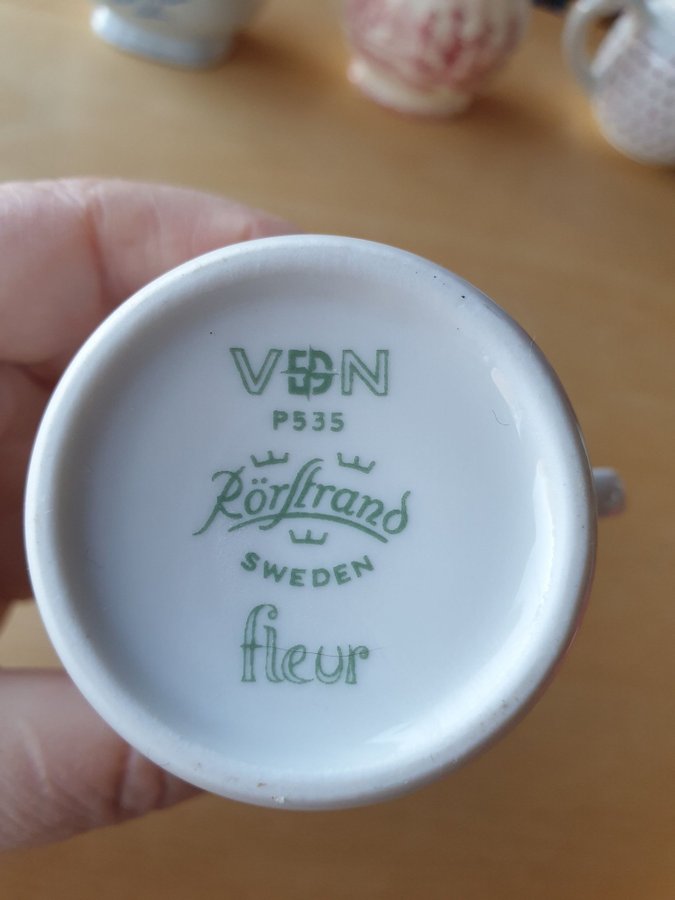 VDN
P535
Rörstrand
SWEDEN
fleur